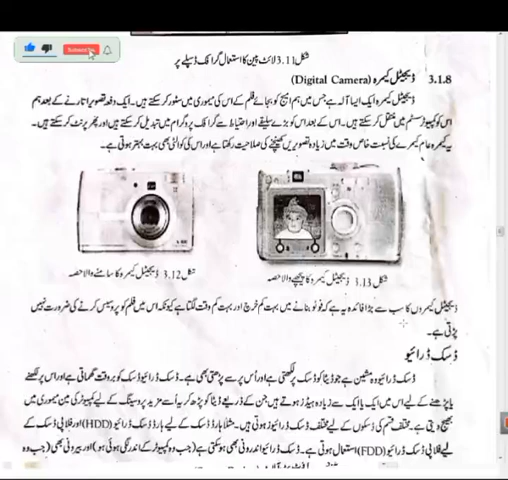 شکل 3.11 لائٹ پین کا استعمال گرافک ڈسپلے پر
3.1.8 ڈیجیٹل کیمرہ (Digital Camera)
ڈیجیٹل کیمرہ ایک ایسا آلہ ہے جس میں ہم امیج کو بجائے فلم کے اس کی میموری میں سٹور کر سکتے ہیں۔ ایک دفعہ تصویر اتارنے کے بعد ہم
اس کو کمپیوٹر سسٹم میں منتقل کر سکتے ہیں۔ اس کے بعد اس کو بڑے سلیقے اور احتیاط سے گرافک پروگرام میں تبدیل کر سکتے ہیں اور پھر پرنٹ کر سکتے ہیں۔
یہ کیمرہ عام کیمرے کی نسبت خاص وقت میں زیادہ تصویریں کھینچنے کی صلاحیت رکھتا ہے اور اس کی کوالٹی بھی بہت بہتر ہوتی ہے۔
شکل 3.13 ڈیجیٹل کیمرہ کا پیچھے والا حصہ
شکل 3.12 ڈیجیٹل کیمرہ کا سامنے والا حصہ
ڈیجیٹل کیمروں کا سب سے بڑا فائدہ یہ ہے کہ فوٹو بنانے میں بہت کم خرچ اور بہت کم وقت لگتا ہے کیونکہ اس میں فلم کو پروسیس کرنے کی ضرورت نہیں
پڑتی ہے۔
ڈسک ڈرائیو
ڈسک ڈرائیو وہ مشین ہے جو ڈیٹا کو ڈسک پر لکھتی ہے اور اُس پر سے پڑھتی بھی ہے۔ ڈسک ڈرائیو ڈسک کو ہر وقت گھماتی ہے اور اس پر لکھنے
یا پڑھنے کے لیے اس میں ایک یا ایک سے زیادہ ہیڈز ہوتے ہیں جن کے ذریعے ڈیٹا کو پڑھ کر یہ اُسے مزید پروسیسنگ کے لیے کمپیوٹر کی مین میموری میں
بھیج دیتی ہے۔ مختلف قسم کی ڈسکوں کے لیے مختلف ڈسک ڈرائیوز ہوتی ہیں۔ مثلاً ہارڈ ڈسک کے لیے ہارڈ ڈسک ڈرائیو (HDD) اور فلاپی ڈسک کے
لیے فلاپی ڈسک ڈرائیو (FDD) استعمال ہوتی ہے۔ ڈسک ڈرائیو اندرونی بھی ہو سکتی ہے (جب وہ کمپیوٹر کے اندر لگی ہوئی ہو) اور بیرونی بھی (جب وہ